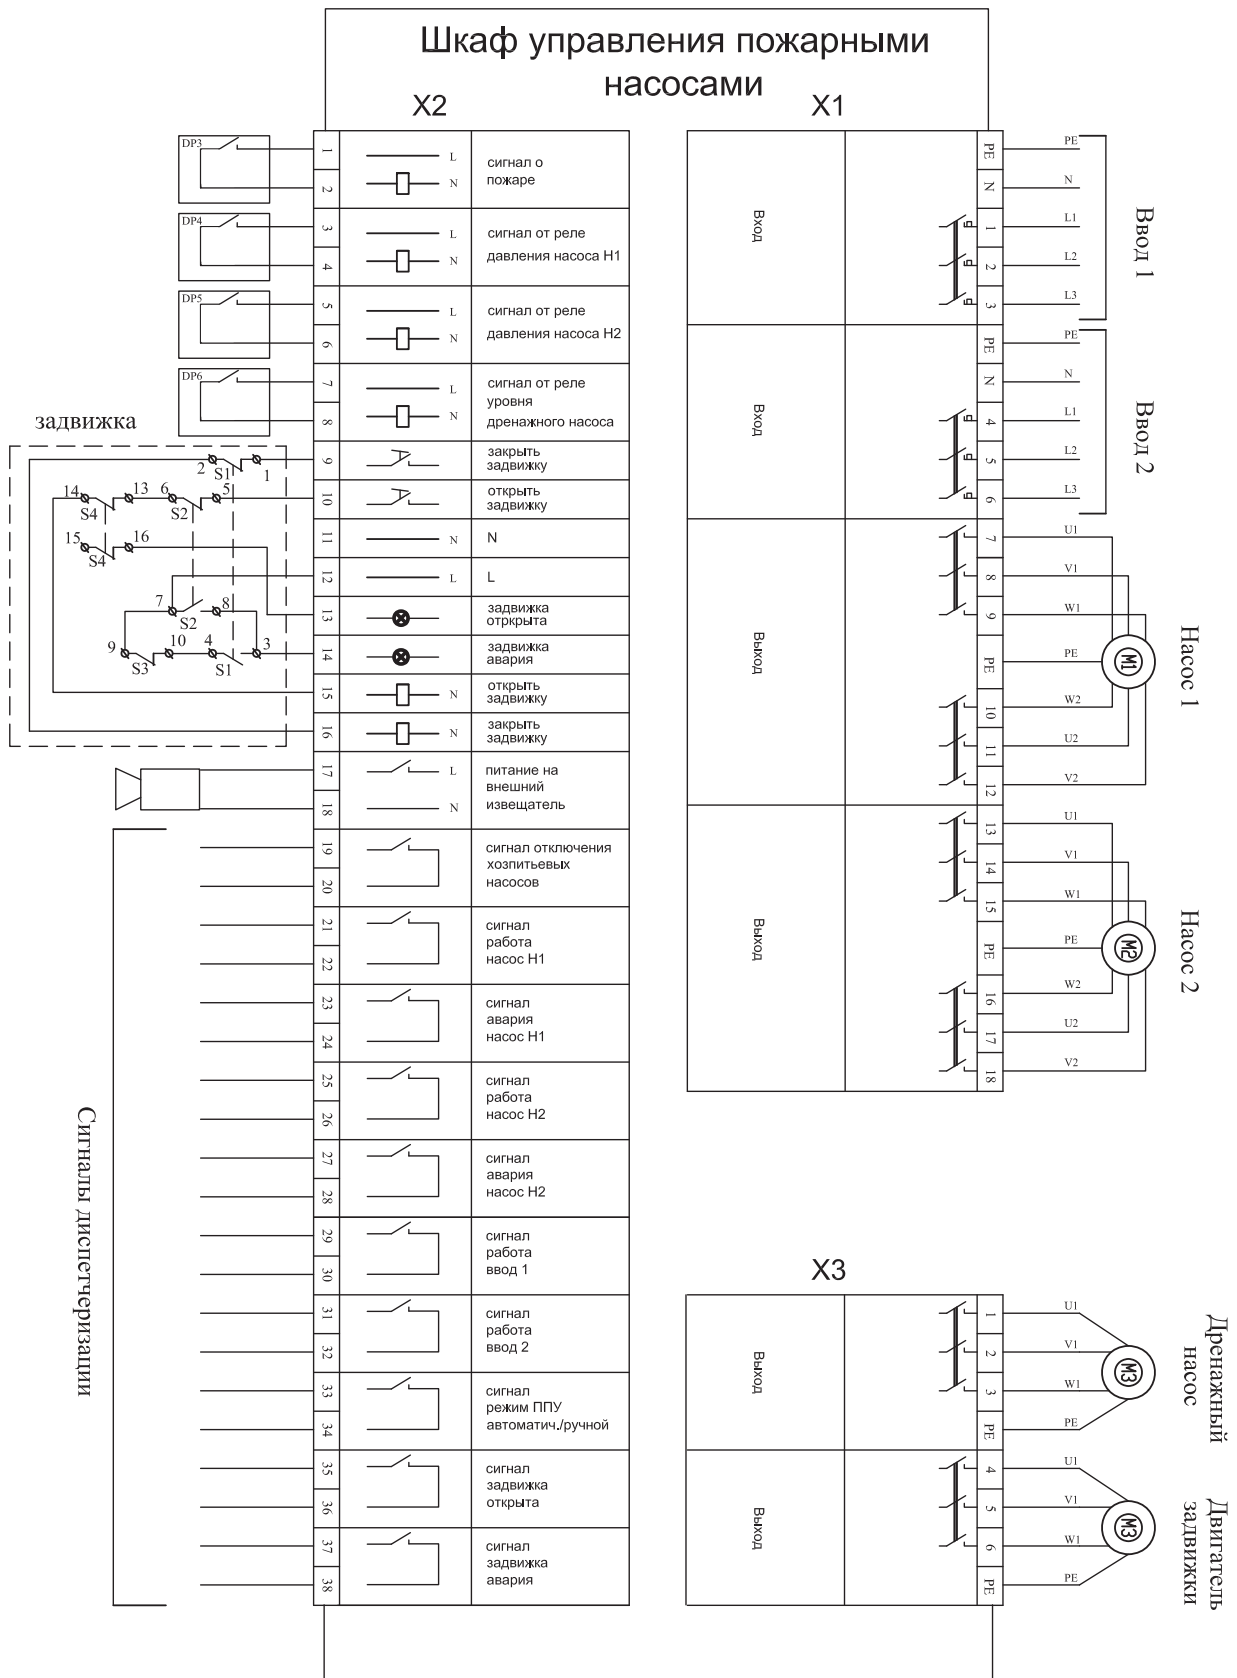 Шкаф управления пожарными
насосами
X2
X1
DP3
1
2
L
N
сигнал о
пожаре
DP4
3
4
L
N
сигнал от реле
давления насоса Н1
DP5
5
6
L
N
сигнал от реле
давления насоса Н2
DP6
7
8
L
N
сигнал от реле
уровня
дренажного насоса
задвижка
2
S1
1
9
закрыть
задвижку
14
S4
13
6
S2
5
10
открыть
задвижку
15
S4
16
11
N
N
12
L
L
7
S2
8
13
задвижка
отркрыта
9
S3
10
4
S1
3
14
задвижка
авария
15
N
открыть
задвижку
16
N
закрыть
задвижку
17
18
L
N
питание на
внешний
извещатель
Сигналы диспетчеризации
19
20
сигнал отключения
хозпитьевых
насосов
21
22
сигнал
работа
насос Н1
23
24
сигнал
авария
насос Н1
25
26
сигнал
работа
насос Н2
27
28
сигнал
авария
насос Н2
29
30
сигнал
работа
ввод 1
31
32
сигнал
работа
ввод 2
33
34
сигнал
режим ППУ
автоматич./ручной
35
36
сигнал
задвижка
открыта
37
38
сигнал
задвижка
авария
Вход
PE
N
1
2
3
PE
N
L1
L2
L3
Ввод 1
Вход
PE
N
4
5
6
PE
N
L1
L2
L3
Ввод 2
Выход
7
8
9
PE
10
11
12
U1
V1
W1
PE
W2
U2
V2
M1
Насос 1
Выход
13
14
15
PE
16
17
18
U1
V1
W1
PE
W2
U2
V2
M2
Насос 2
X3
Выход
1
2
3
PE
U1
V1
W1
PE
M3
Дренажный
насос
Выход
4
5
6
PE
U1
V1
W1
PE
M3
Двигатель
задвижки